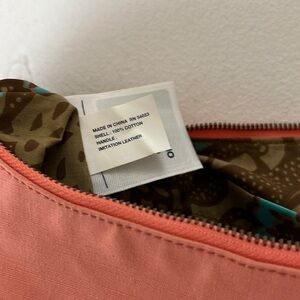 MADE IN CHINA RN 54023
SHELL: 100% COTTON
HANDLE:
IMITATION LEATHER